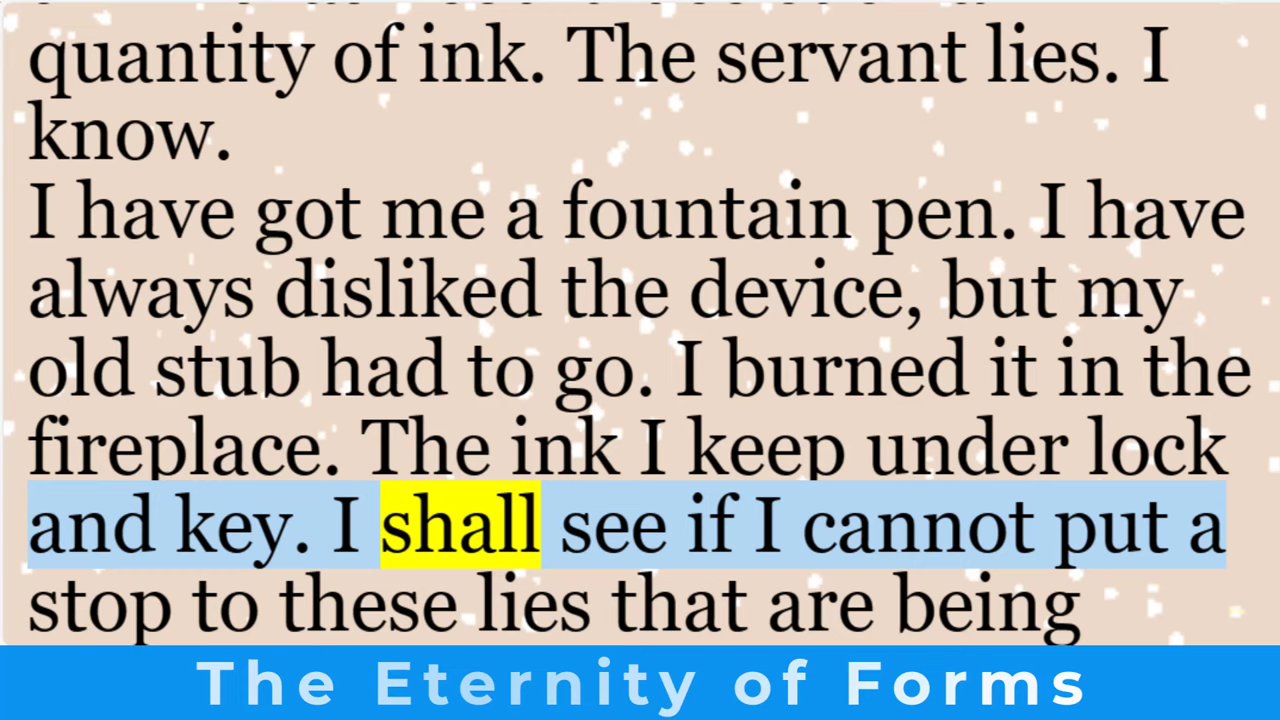 quantity of ink. The servant lies. I
know.
I have got me a fountain pen. I have
always disliked the device, but my
old stub had to go. I burned it in the
fireplace. The ink I keep under lock
and key. I shall see if I cannot put a
stop to these lies that are being
The Eternity of Forms